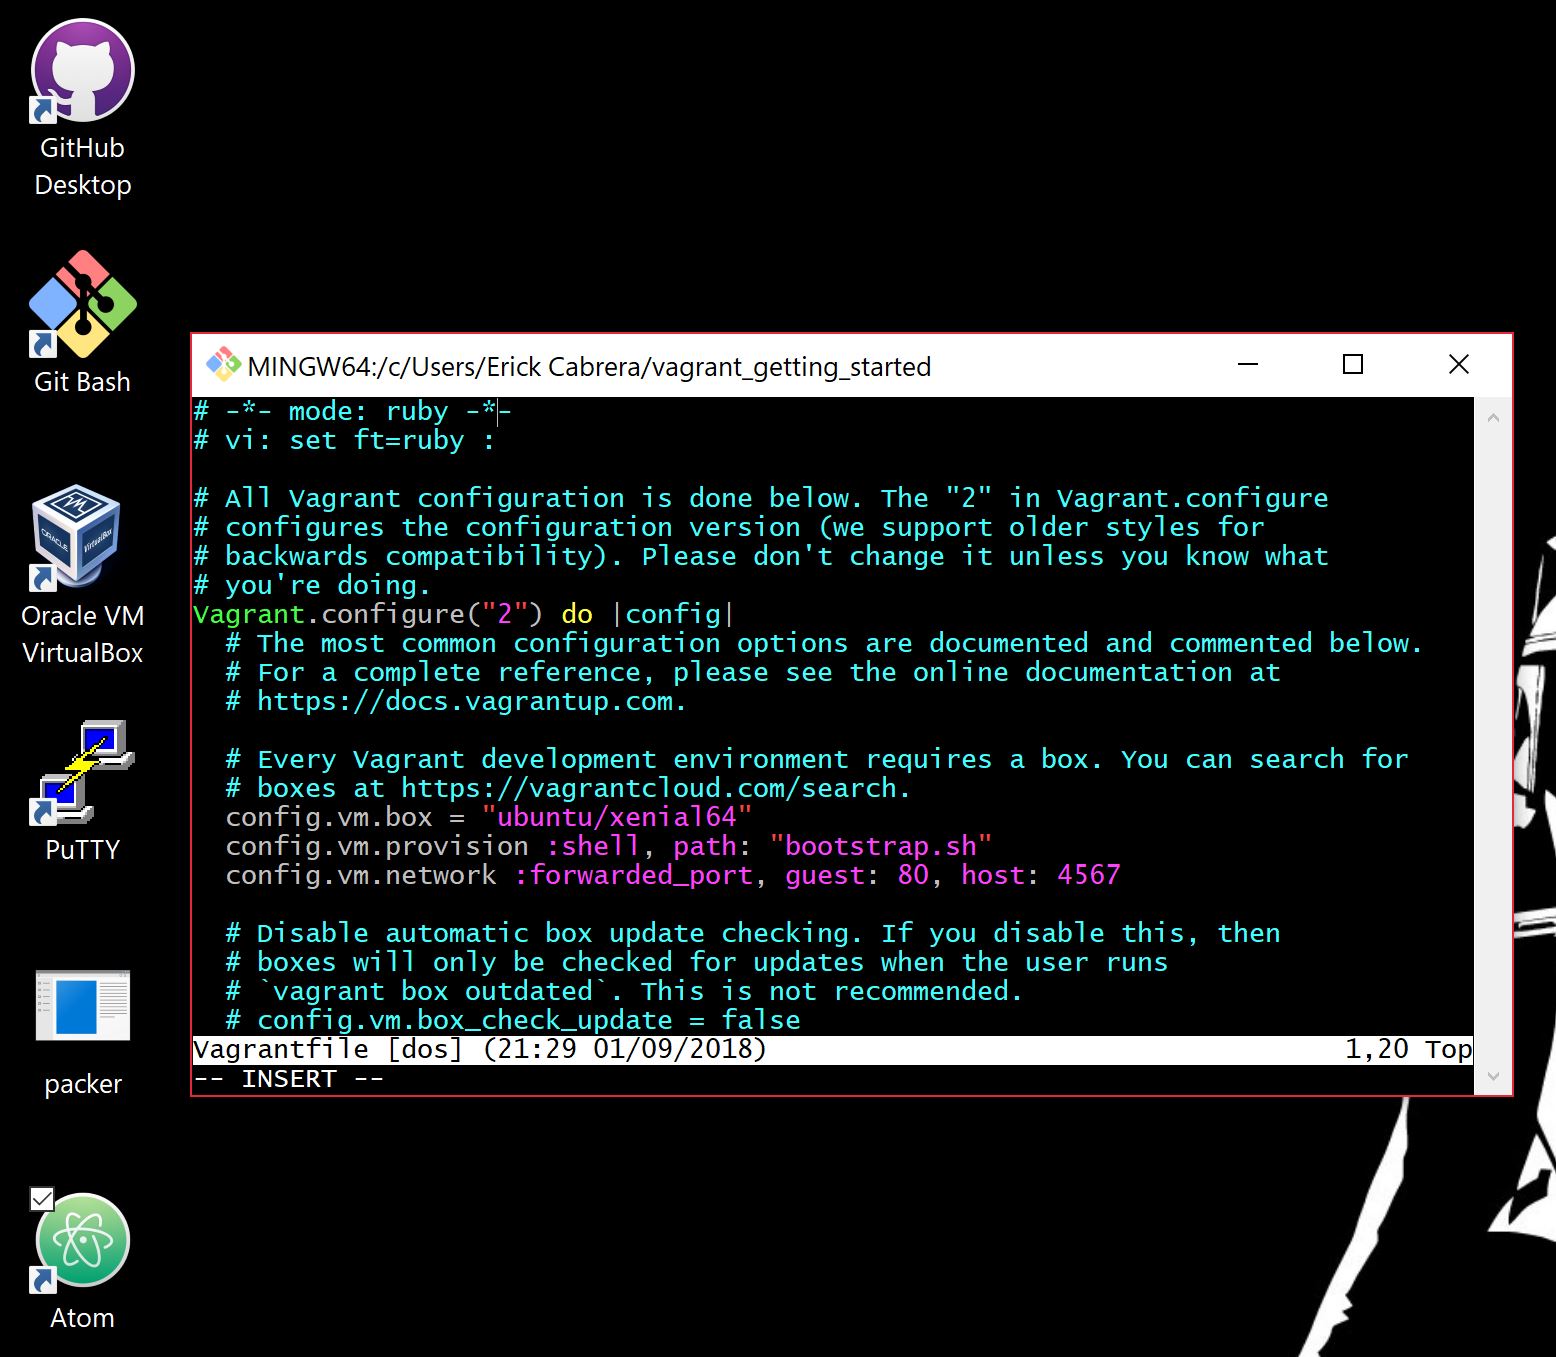 GitHub
Desktop
Git Bash
Oracle VM
VirtualBox
PuTTY
packer
Atom
MINGW64:/c/Users/Erick Cabrera/vagrant_getting_started
# -*- mode: ruby -*-
# vi: set ft=ruby :
# All Vagrant configuration is done below. The "2" in Vagrant.configure
# configures the configuration version (we support older styles for
# backwards compatibility). Please don't change it unless you know what
# you're doing.
Vagrant.configure("2") do |config|
  # The most common configuration options are documented and commented below.
  # For a complete reference, please see the online documentation at
  # https://docs.vagrantup.com.
  # Every Vagrant development environment requires a box. You can search for
  # boxes at https://vagrantcloud.com/search.
  config.vm.box = "ubuntu/xenial64"
  config.vm.provision :shell, path: "bootstrap.sh"
  config.vm.network :forwarded_port, guest: 80, host: 4567
  # Disable automatic box update checking. If you disable this, then
  # boxes will only be checked for updates when the user runs
  # `vagrant box outdated`. This is not recommended.
  # config.vm.box_check_update = false
Vagrantfile [dos] (21:29 01/09/2018) 1,20 Top
-- INSERT --